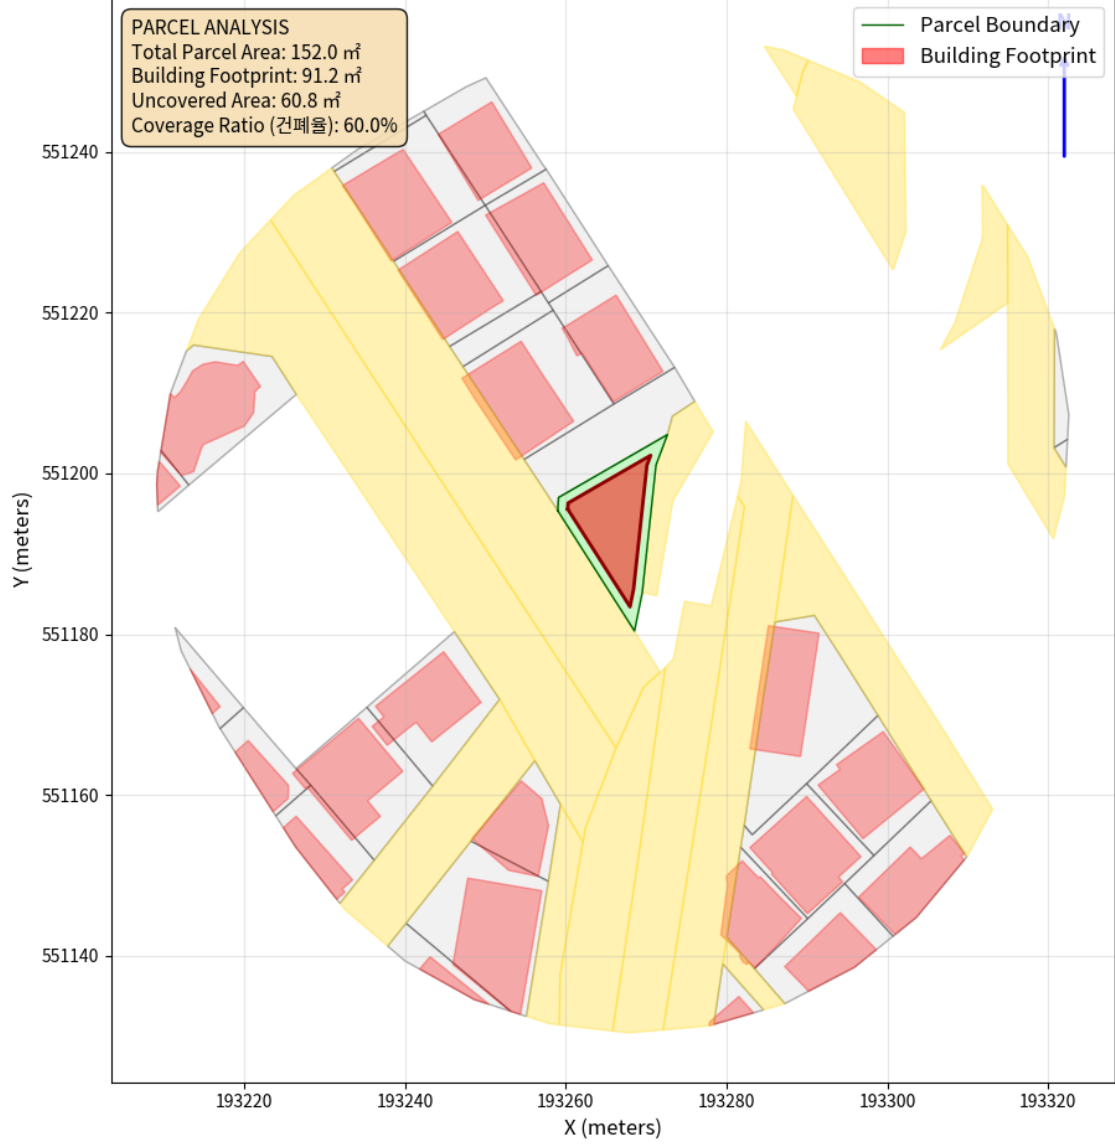 PARCEL ANALYSIS
Total Parcel Area: 152.0 ㎡
Building Footprint: 91.2 ㎡
Uncovered Area: 60.8 ㎡
Coverage Ratio (건폐율): 60.0%
Parcel Boundary
Building Footprint
N
551240
551220
551200
551180
551160
551140
Y (meters)
193220
193240
193260
193280
193300
193320
X (meters)